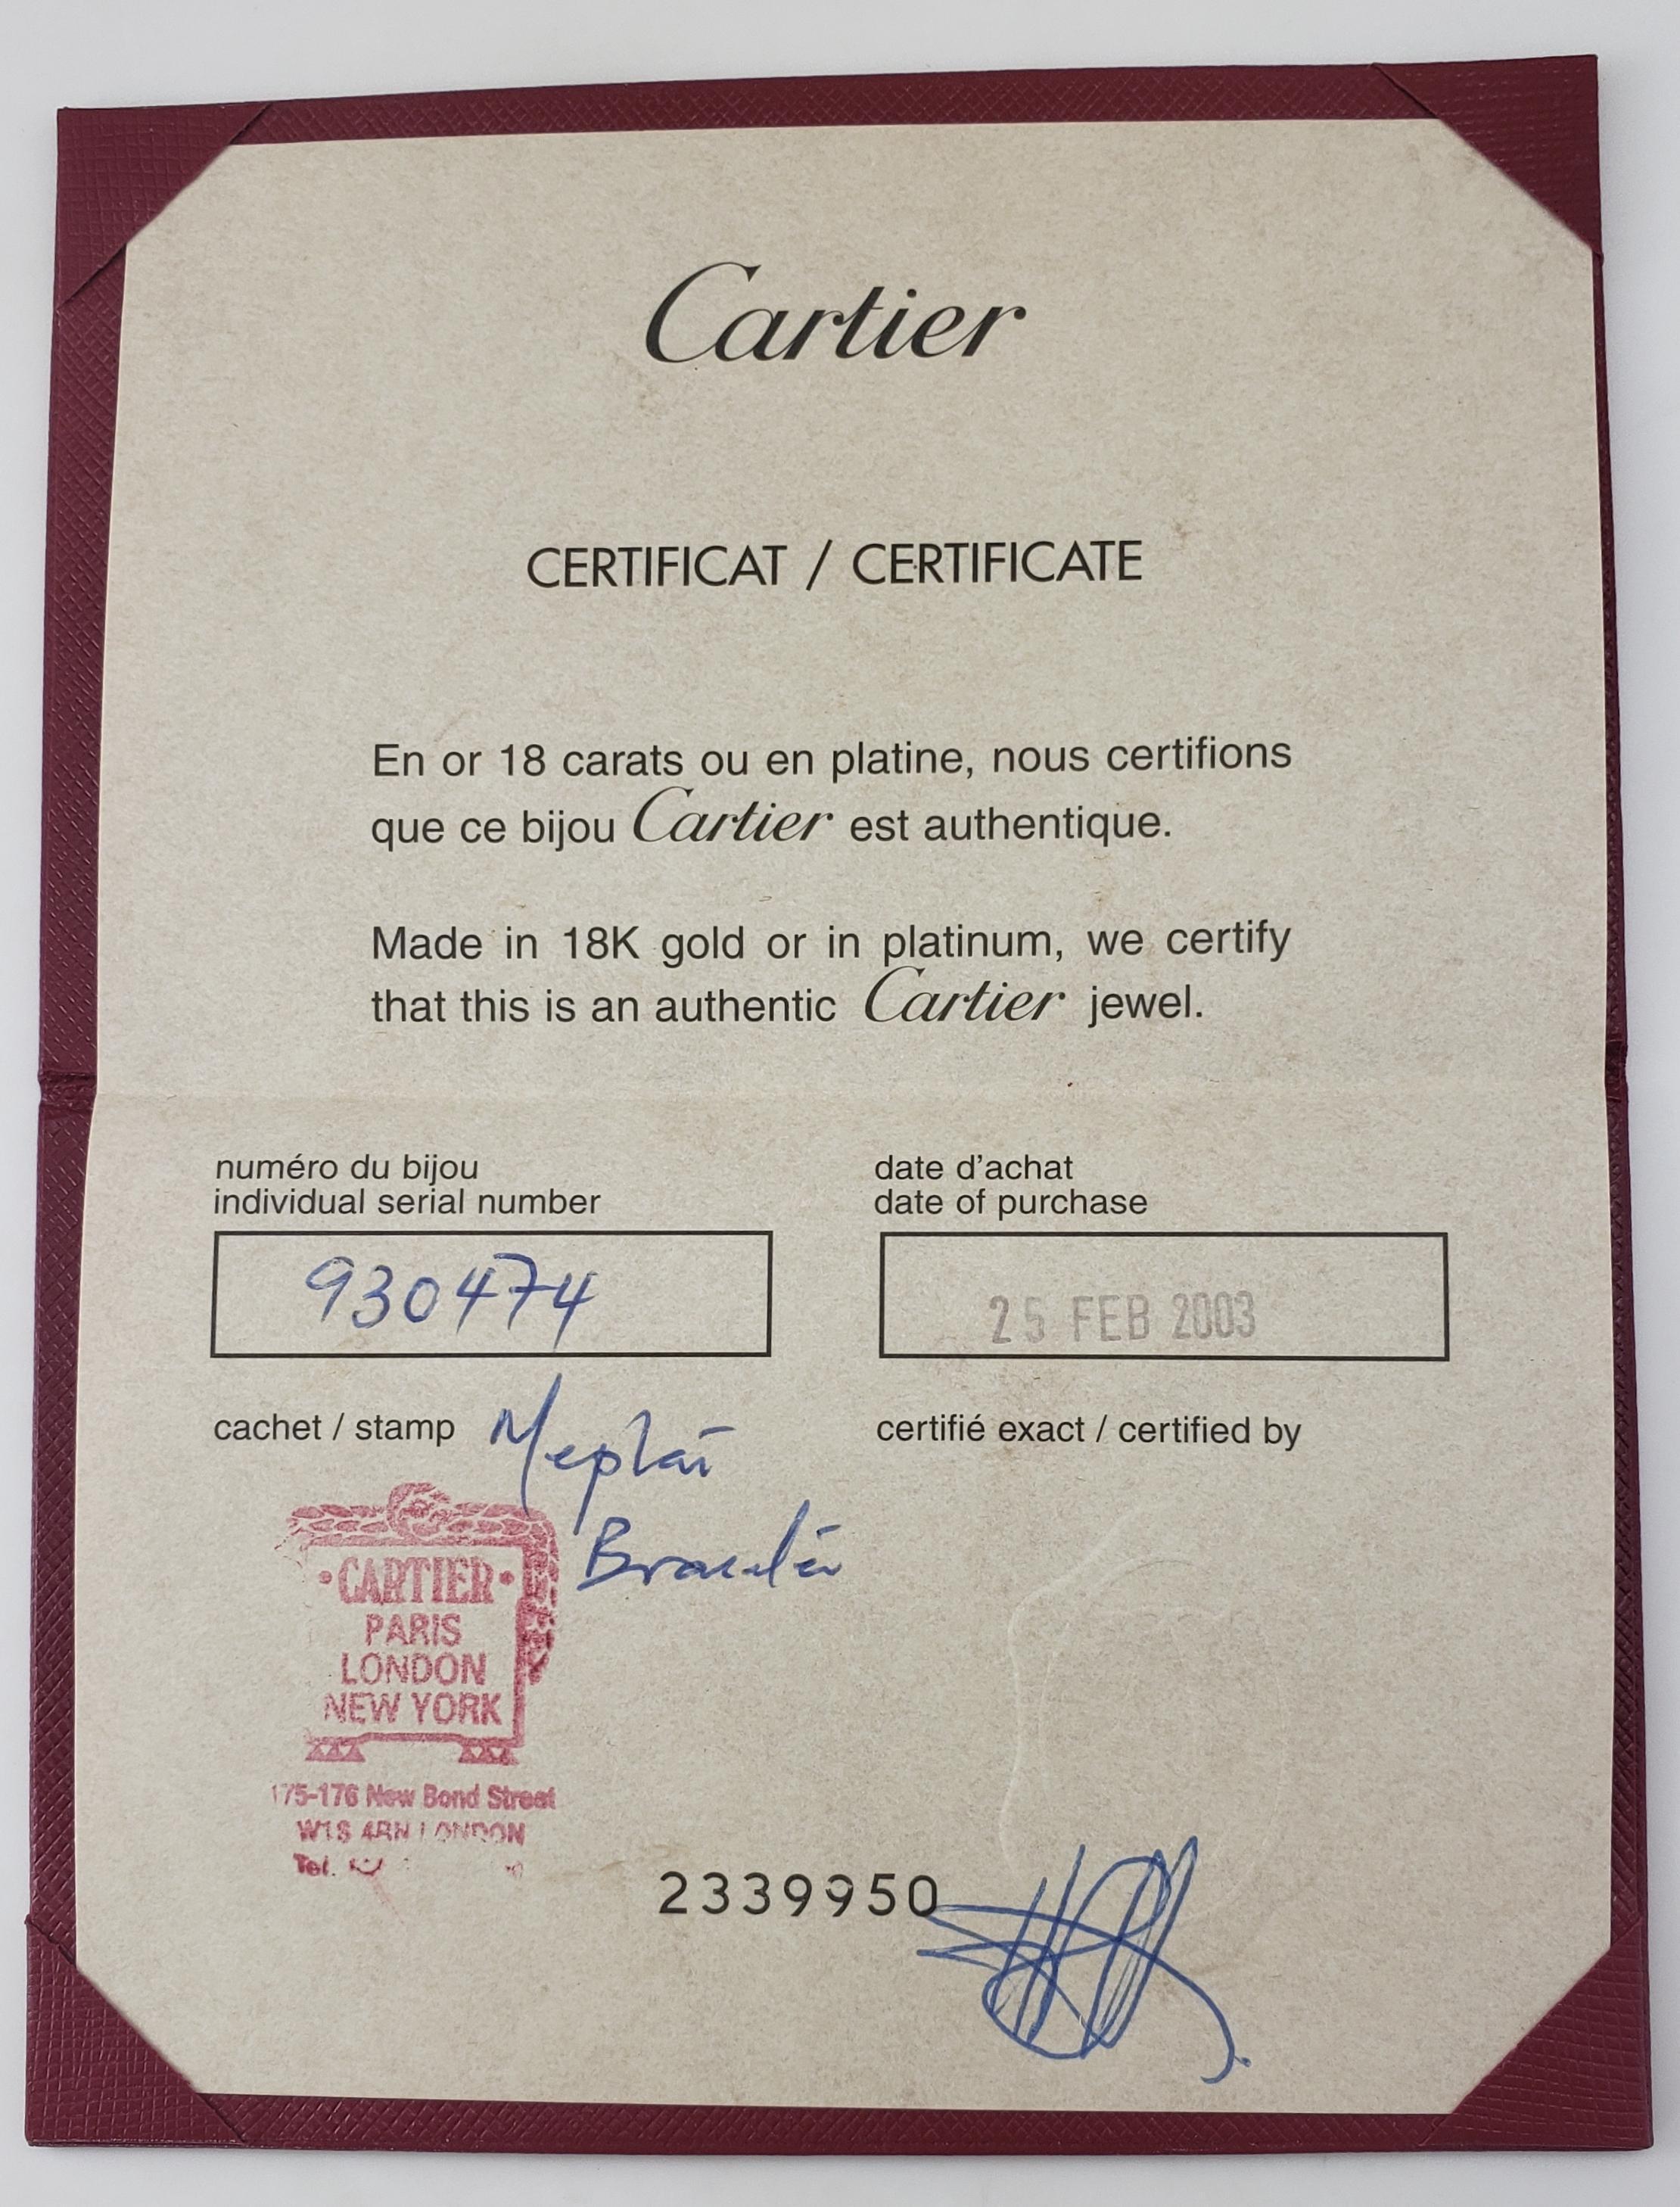 Cartier
CERTIFICAT / CERTIFICATE
En or 18 carats ou en platine, nous certifions
que ce bijou Cartier est authentique.
Made in 18K gold or in platinum, we certify
that this is an authentic Cartier jewel.
numéro du bijou
individual serial number
930474
date d'achat
date of purchase
25 FEB 2003
cachet / stamp
certifié exact / certified by
·CARTIER·
PARIS
LONDON
NEW YORK
175-176 New Bond Street
W1S 4RN LONDON
Tel.
2339950